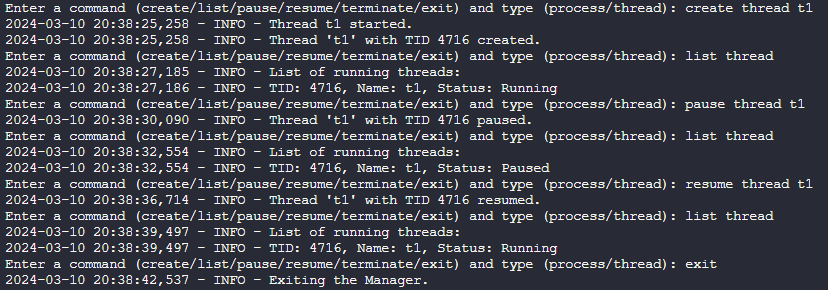 Enter a command (create/list/pause/resume/terminate/exit) and type (process/thread): create thread t1
2024-03-10 20:38:25,258 - INFO - Thread t1 started.
2024-03-10 20:38:25,258 - INFO - Thread 't1' with TID 4716 created.
Enter a command (create/list/pause/resume/terminate/exit) and type (process/thread): list thread
2024-03-10 20:38:27,185 - INFO - List of running threads:
2024-03-10 20:38:27,186 - INFO - TID: 4716, Name: t1, Status: Running
Enter a command (create/list/pause/resume/terminate/exit) and type (process/thread): pause thread t1
2024-03-10 20:38:30,090 - INFO - Thread 't1' with TID 4716 paused.
Enter a command (create/list/pause/resume/terminate/exit) and type (process/thread): list thread
2024-03-10 20:38:32,554 - INFO - List of running threads:
2024-03-10 20:38:32,554 - INFO - TID: 4716, Name: t1, Status: Paused
Enter a command (create/list/pause/resume/terminate/exit) and type (process/thread): resume thread t1
2024-03-10 20:38:36,714 - INFO - Thread 't1' with TID 4716 resumed.
Enter a command (create/list/pause/resume/terminate/exit) and type (process/thread): list thread
2024-03-10 20:38:39,497 - INFO - List of running threads:
2024-03-10 20:38:39,497 - INFO - TID: 4716, Name: t1, Status: Running
Enter a command (create/list/pause/resume/terminate/exit) and type (process/thread): exit
2024-03-10 20:38:42,537 - INFO - Exiting the Manager.